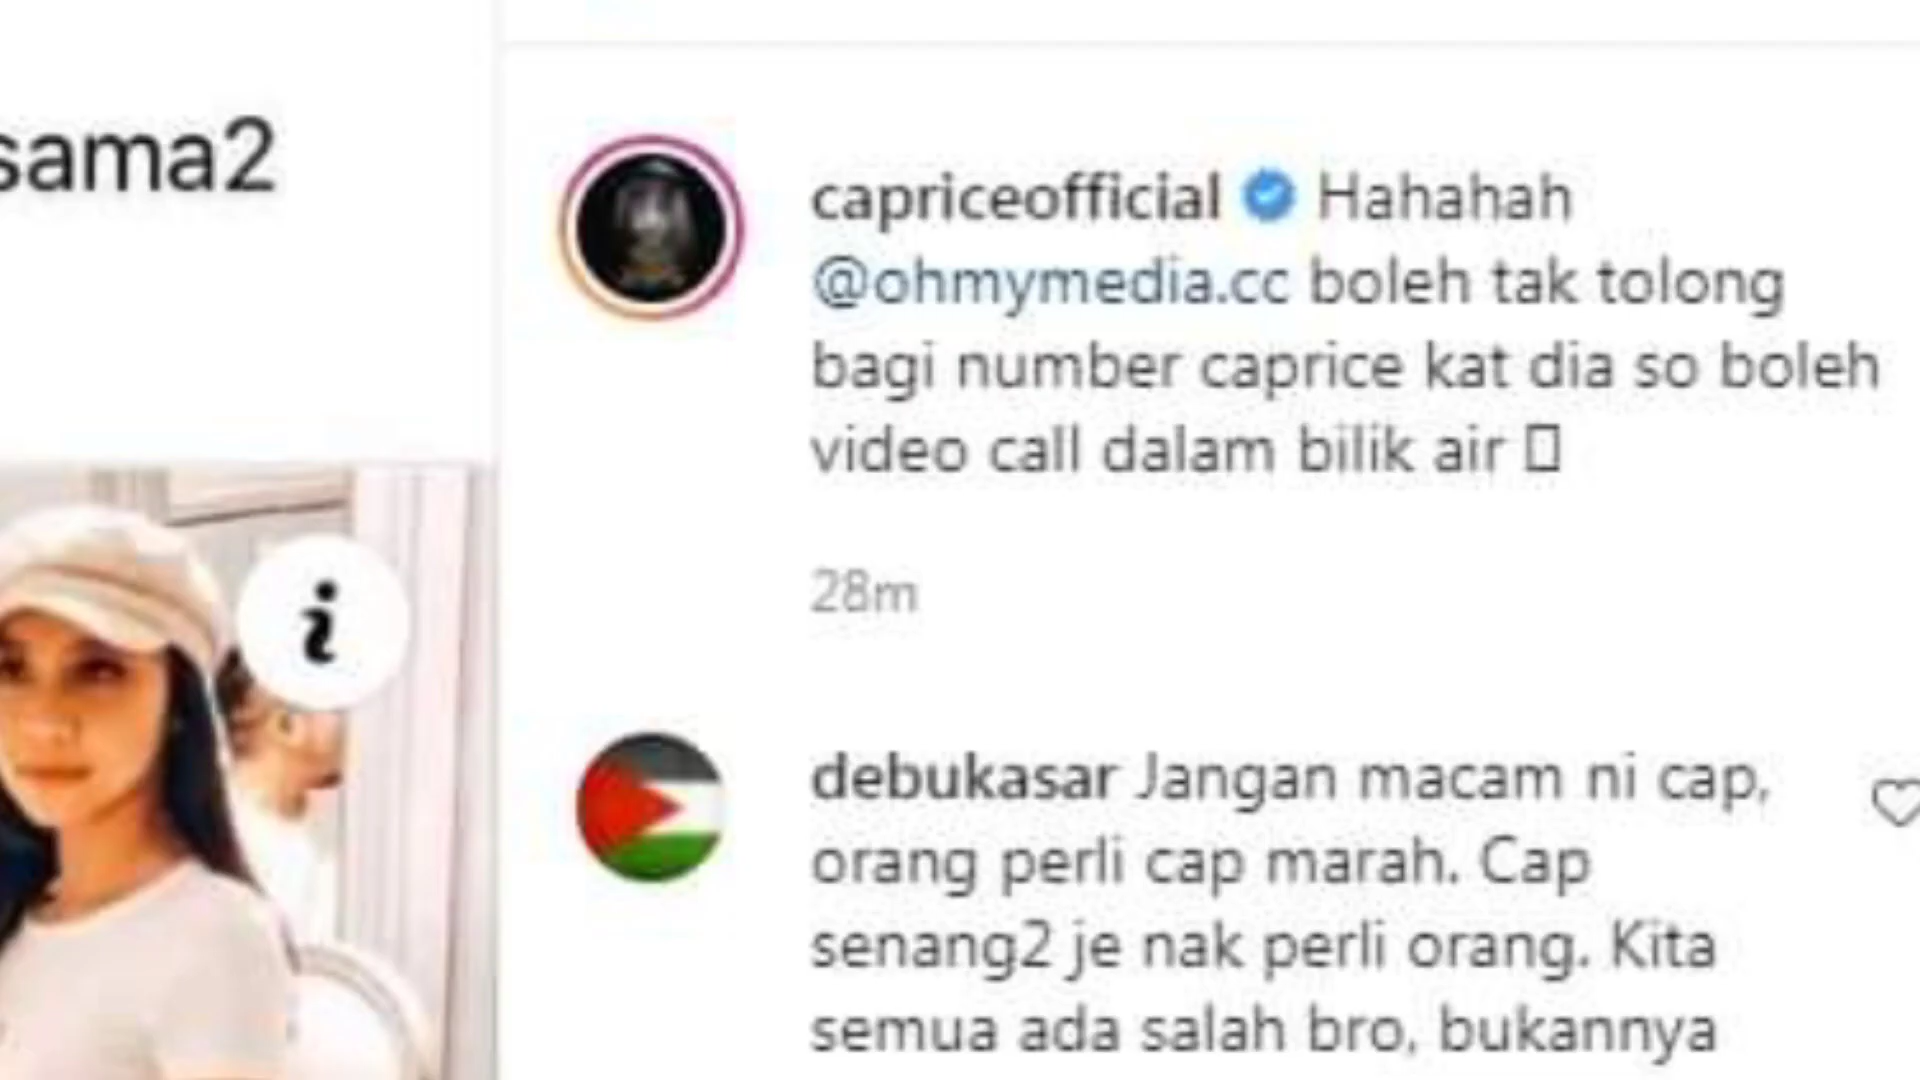 sama2
capriceofficial Hahahah
@ohmymedia.cc boleh tak tolong
bagi number caprice kat dia so boleh
video call dalam bilik air
28m
i
debukasar Jangan macam ni cap,
orang perli cap marah. Cap
senang2 je nak perli orang. Kita
semua ada salah bro, bukannya